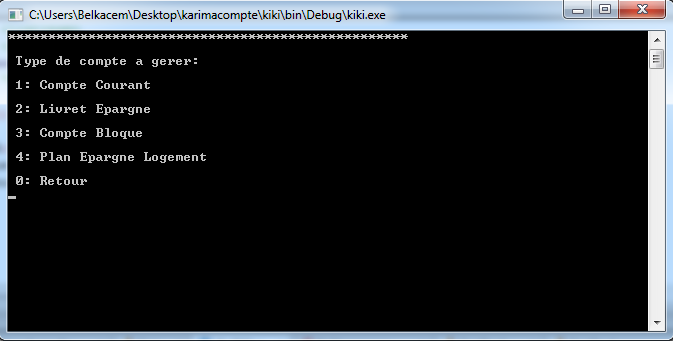 C:\Users\Belkacem\Desktop\karimacompte\kiki\bin\Debug\kiki.exe
**************************************************
Type de compte a gerer:
1: Compte Courant
2: Livret Epargne
3: Compte Bloque
4: Plan Epargne Logement
0: Retour